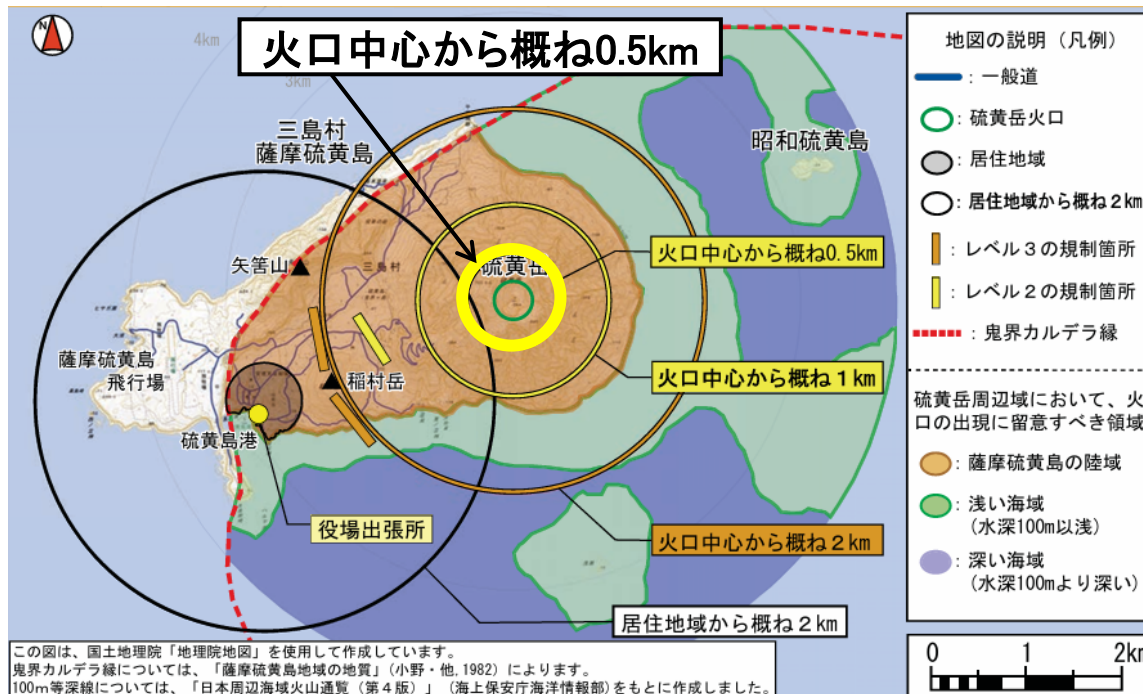 N
4km
3km
火口中心から概ね0.5km
三島村
薩摩硫黄島
昭和硫黄島
矢筈山
三島村
硫黄岳
火口中心から概ね0.5km
薩摩硫黄島
飛行場
稲村岳
火口中心から概ね1km
硫黄島港
役場出張所
火口中心から概ね2km
居住地域から概ね2km
地図の説明（凡例）
：一般道
：硫黄岳火口
：居住地域
：居住地域から概ね2km
：レベル3の規制箇所
：レベル2の規制箇所
：鬼界カルデラ縁
硫黄岳周辺域において、火
口の出現に留意すべき領域
：薩摩硫黄島の陸域
：浅い海域
(水深100m以浅)
：深い海域
(水深100mより深い)
この図は、国土地理院「地理院地図」を使用して作成しています。
鬼界カルデラ縁については、「薩摩硫黄島地域の地質」(小野・他,1982) によります。
100m等深線については、「日本周辺海域火山通覧（第4版）」（海上保安庁海洋情報部)をもとに作成しました。
0 1 2km